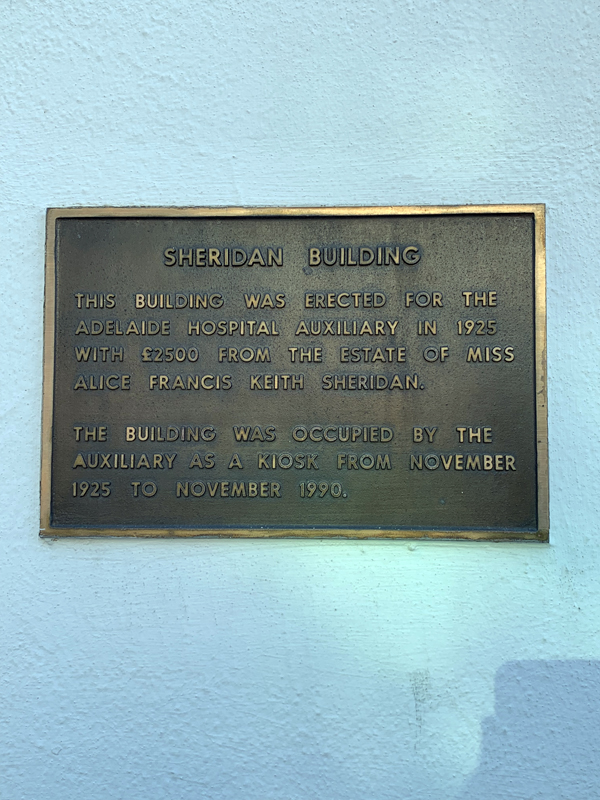 SHERIDAN BUILDING
THIS BUILDING WAS ERECTED FOR THE
ADELAIDE HOSPITAL AUXILIARY IN 1925
WITH £2500 FROM THE ESTATE OF MISS
ALICE FRANCIS KEITH SHERIDAN.
THE BUILDING WAS OCCUPIED BY THE
AUXILIARY AS A KIOSK FROM NOVEMBER
1925 TO NOVEMBER 1990.